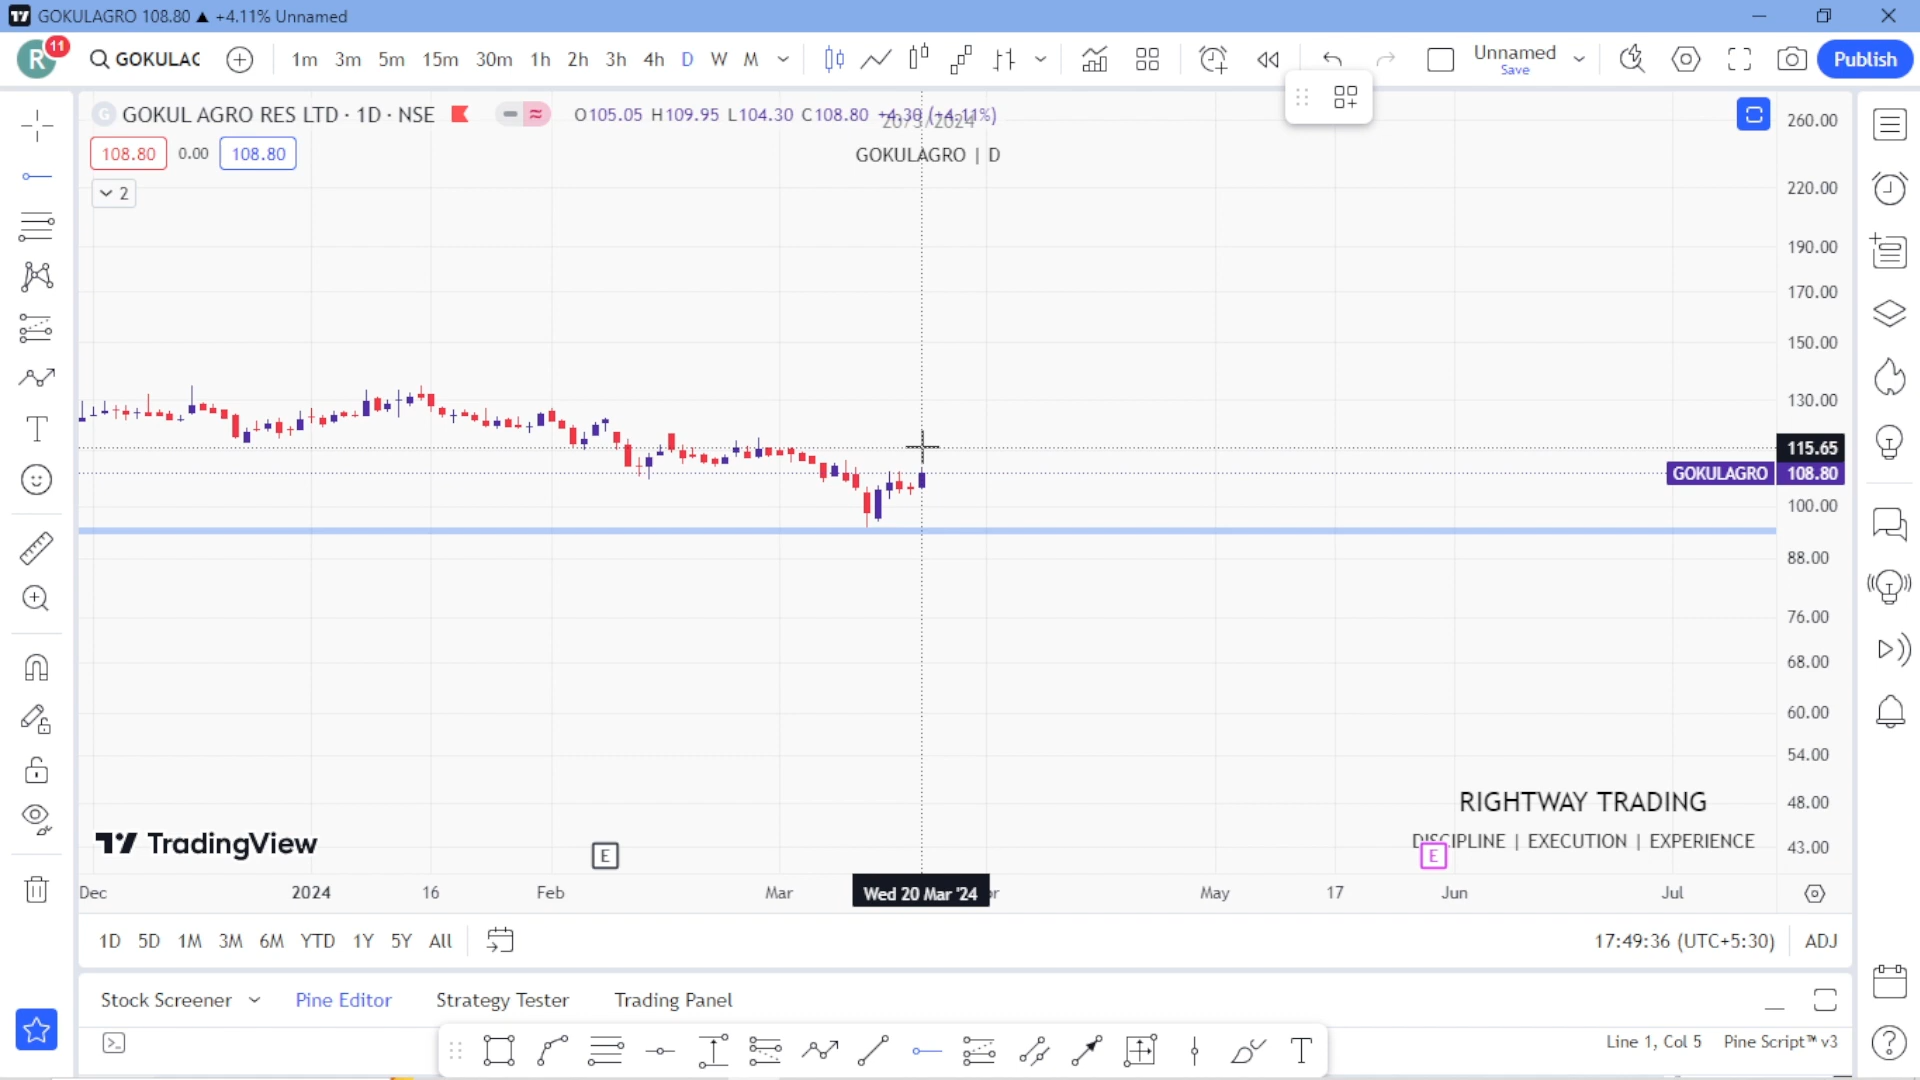 GOKULAGRO 108.80 ▲ +4.11% Unnamed
R 11 GOKULAC 1m 3m 5m 15m 30m 1h 2h 3h 4h D W M Unnamed Save Publish
GOKUL AGRO RES LTD · 1D · NSE O105.05 H109.95 L104.30 C108.80 +4.30 (+4.11%)
20/3/2024
108.80 0.00 108.80
GOKULAGRO | D
2
260.00
220.00
190.00
170.00
150.00
130.00
115.65
GOKULAGRO 108.80
100.00
88.00
76.00
68.00
60.00
54.00
48.00
43.00
RIGHTWAY TRADING
DISCIPLINE | EXECUTION | EXPERIENCE
TradingView
E E
Dec 2024 16 Feb Mar Wed 20 Mar '24 May 17 Jun Jul
1D 5D 1M 3M 6M YTD 1Y 5Y All 17:49:36 (UTC+5:30) ADJ
Stock Screener Pine Editor Strategy Tester Trading Panel
Line 1, Col 5 Pine Script™ v3